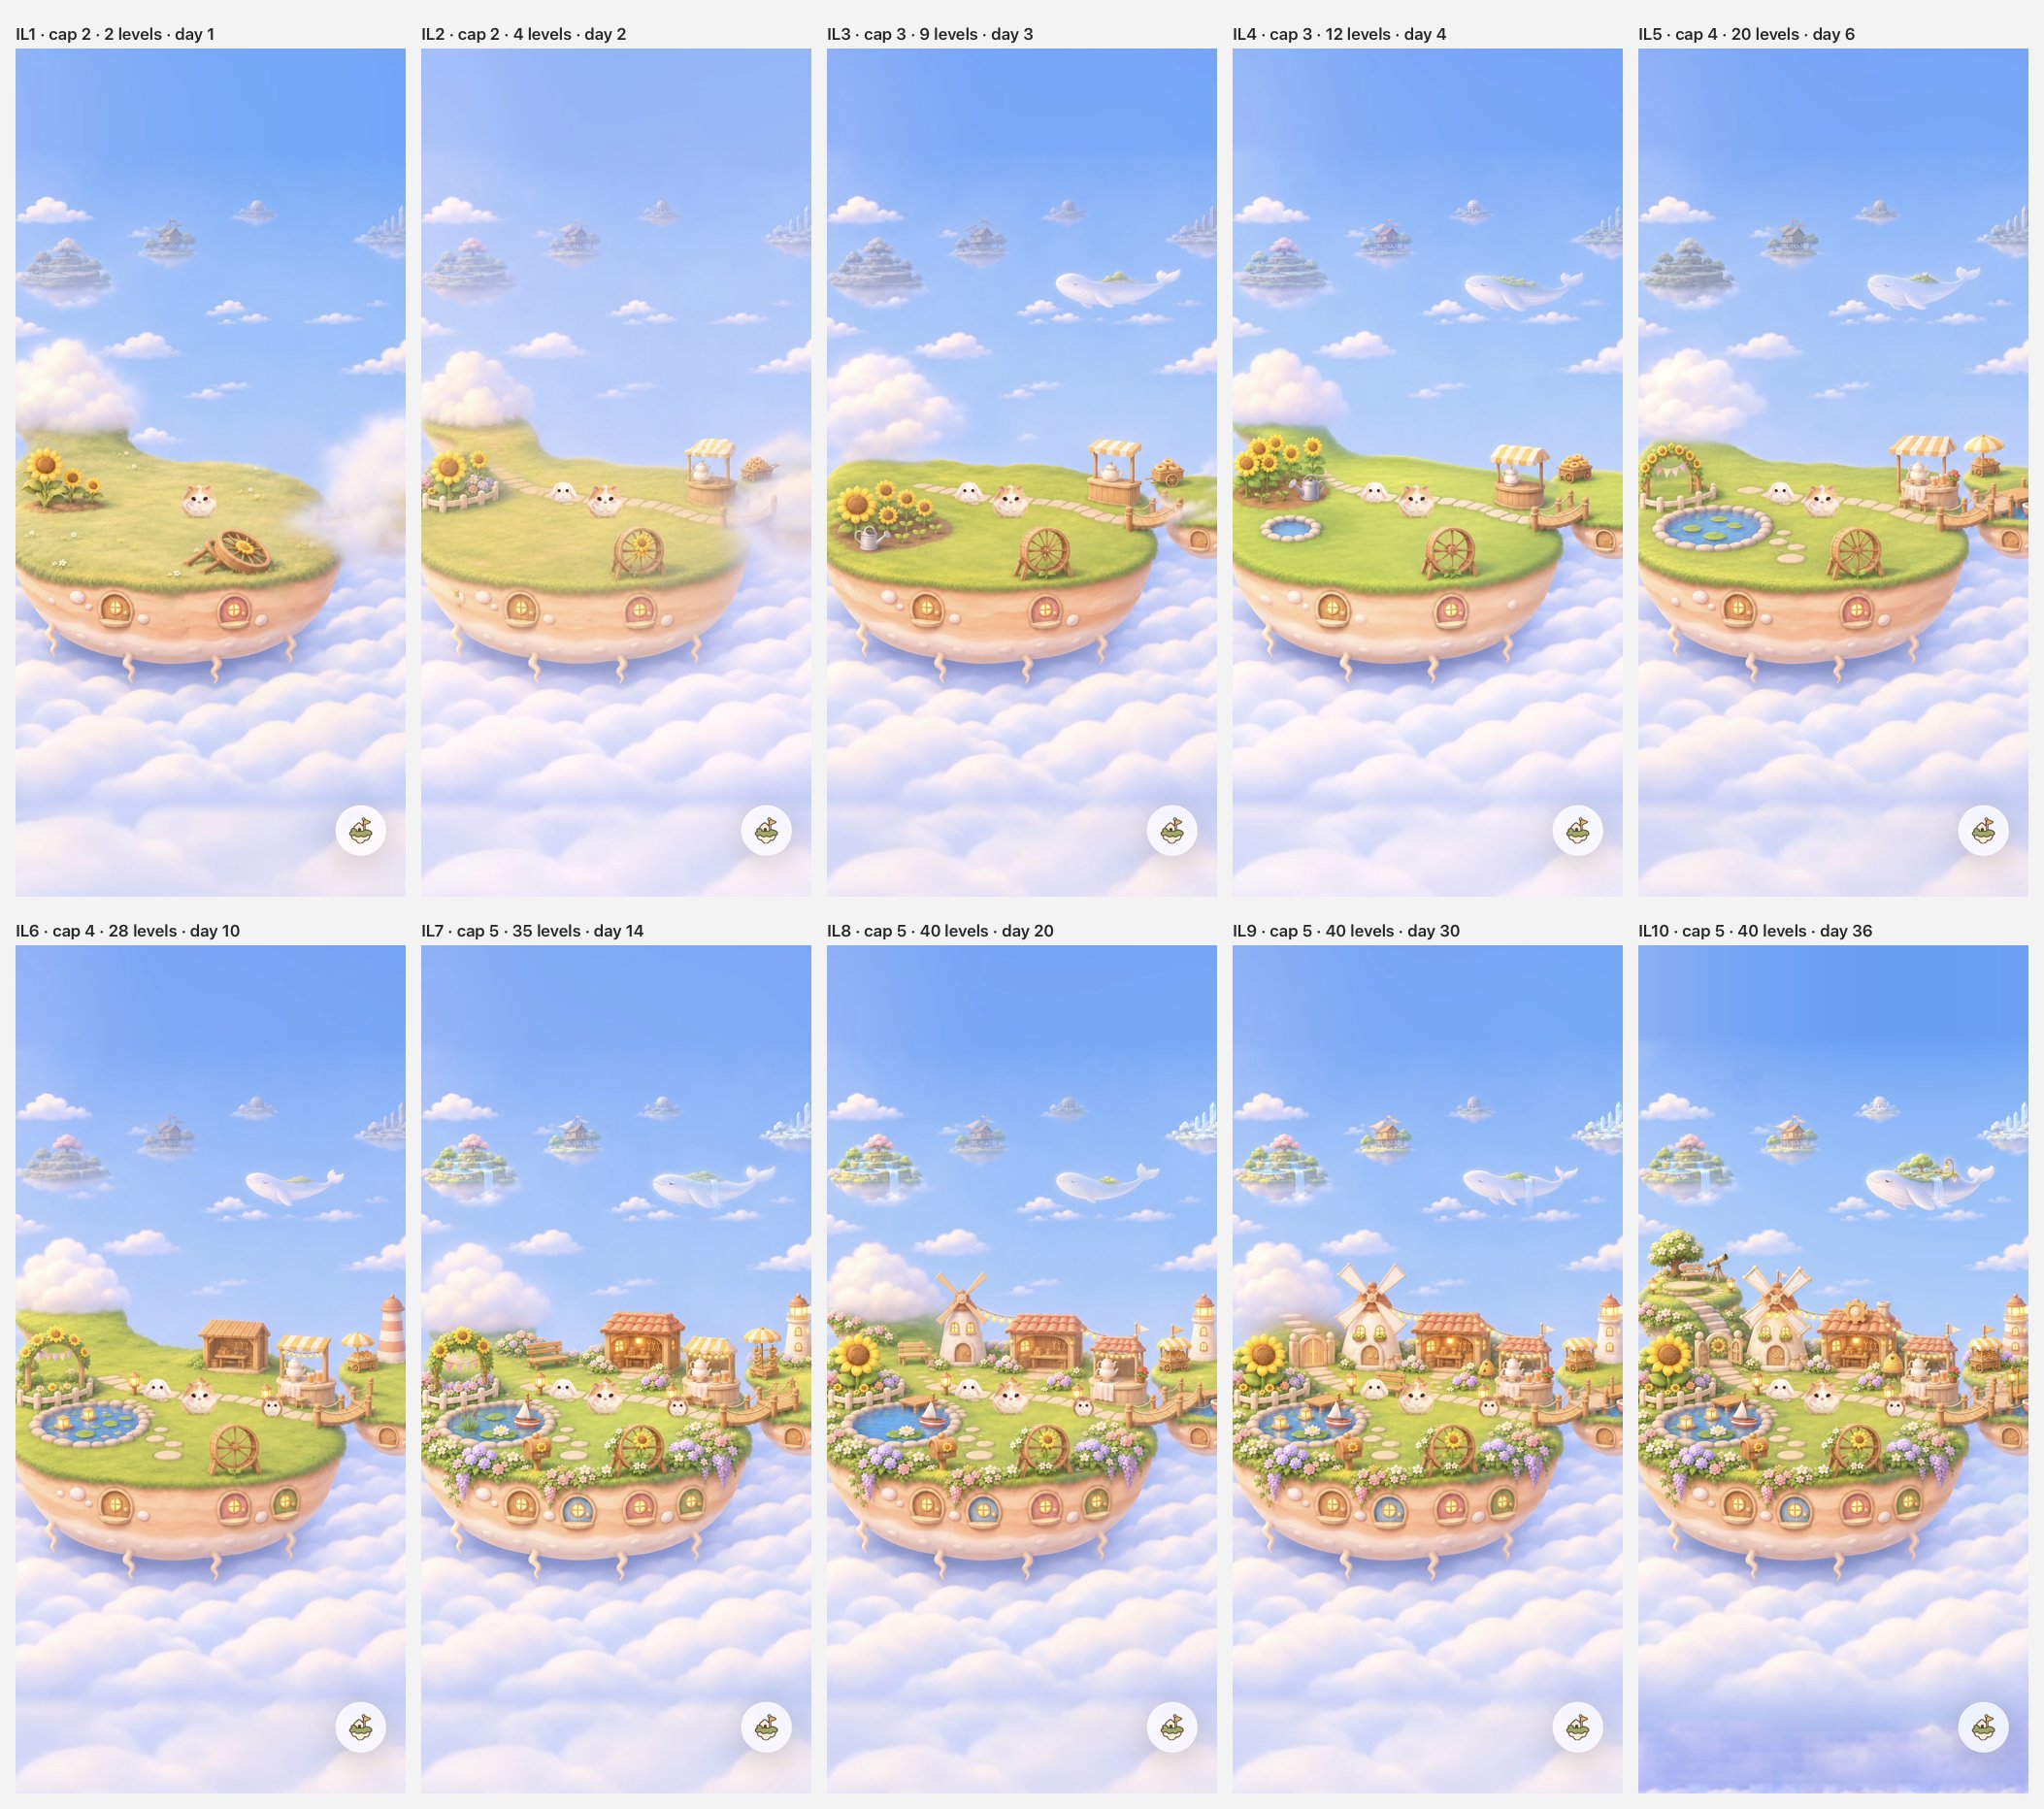 IL1 · cap 2 · 2 levels · day 1
IL2 · cap 2 · 4 levels · day 2
IL3 · cap 3 · 9 levels · day 3
IL4 · cap 3 · 12 levels · day 4
IL5 · cap 4 · 20 levels · day 6
IL6 · cap 4 · 28 levels · day 10
IL7 · cap 5 · 35 levels · day 14
IL8 · cap 5 · 40 levels · day 20
IL9 · cap 5 · 40 levels · day 30
IL10 · cap 5 · 40 levels · day 36